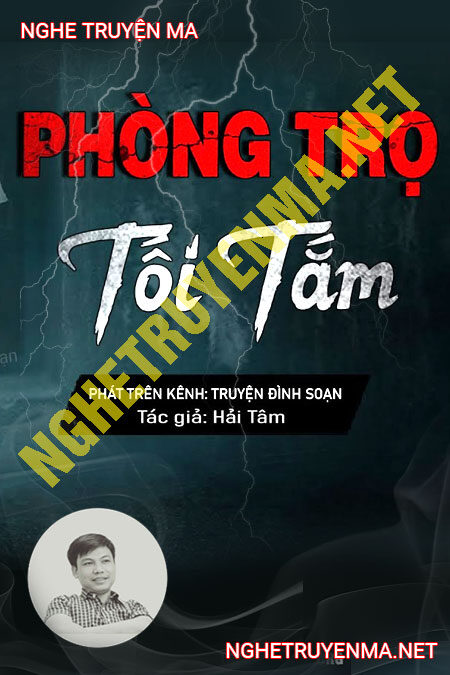 NGHE TRUYỆN MA
PHÒNG TRỌ
Tối Tắm
PHÁT TRÊN KÊNH: TRUYỆN ĐÌNH SOẠN
Tác giả: Hải Tâm
NGHETRUYENMA.NET
NGHETRUYENMA.NET